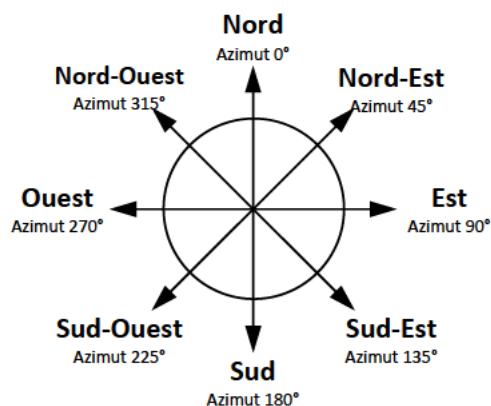 Nord
Azimut 0°
Nord-Ouest
Azimut 315°
Nord-Est
Azimut 45°
Ouest
Azimut 270°
Est
Azimut 90°
Sud-Ouest
Azimut 225°
Sud-Est
Azimut 135°
Sud
Azimut 180°